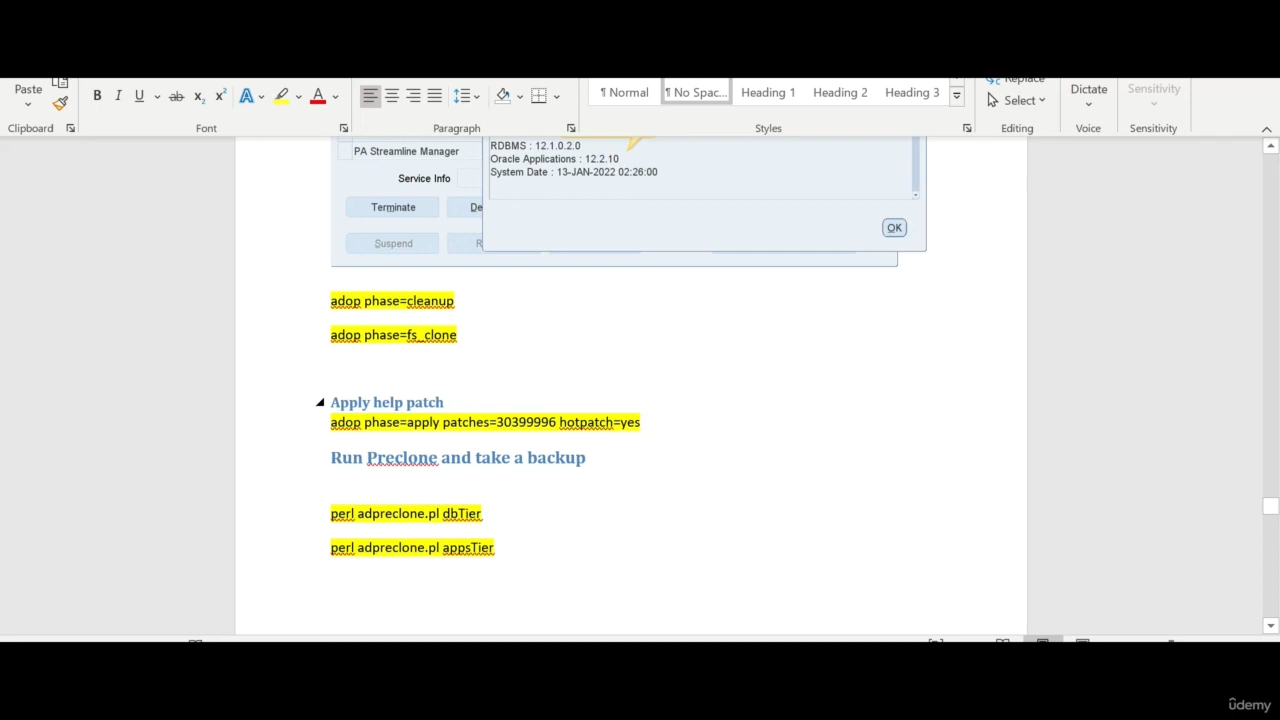 Paste
B I U ab x₂ x² A A
Replace
Select
Normal
No Spac...
Heading 1
Heading 2
Heading 3
Dictate
Sensitivity
Clipboard
Font
Paragraph
Styles
Editing
Voice
Sensitivity
PA Streamline Manager
Service Info
Terminate
De
Suspend
R
RDBMS : 12.1.0.2.0
Oracle Applications : 12.2.10
System Date : 13-JAN-2022 02:26:00
OK
adop phase=cleanup
adop phase=fs_clone
Apply help patch
adop phase=apply patches=30399996 hotpatch=yes
Run Preclone and take a backup
perl adpreclone.pl dbTier
perl adpreclone.pl appsTier
ûdemy